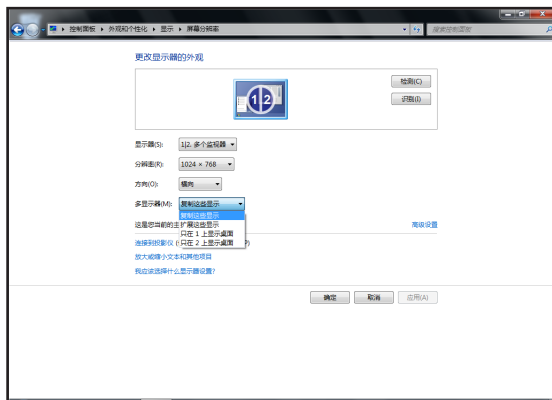 控制面板 ▸ 外观和个性化 ▸ 显示 ▸ 屏幕分辨率
搜索控制面板
更改显示器的外观
1|2
检测(C)
识别(I)
显示器(S): 1|2. 多个监视器
分辨率(R): 1024 × 768
方向(O): 横向
多显示器(M): 复制这些显示
复制这些显示
扩展这些显示
只在 1 上显示桌面
只在 2 上显示桌面
这是您当前的主
高级设置
连接到投影仪 (
P)
放大或缩小文本和其他项目
我应该选择什么显示器设置?
确定 取消 应用(A)